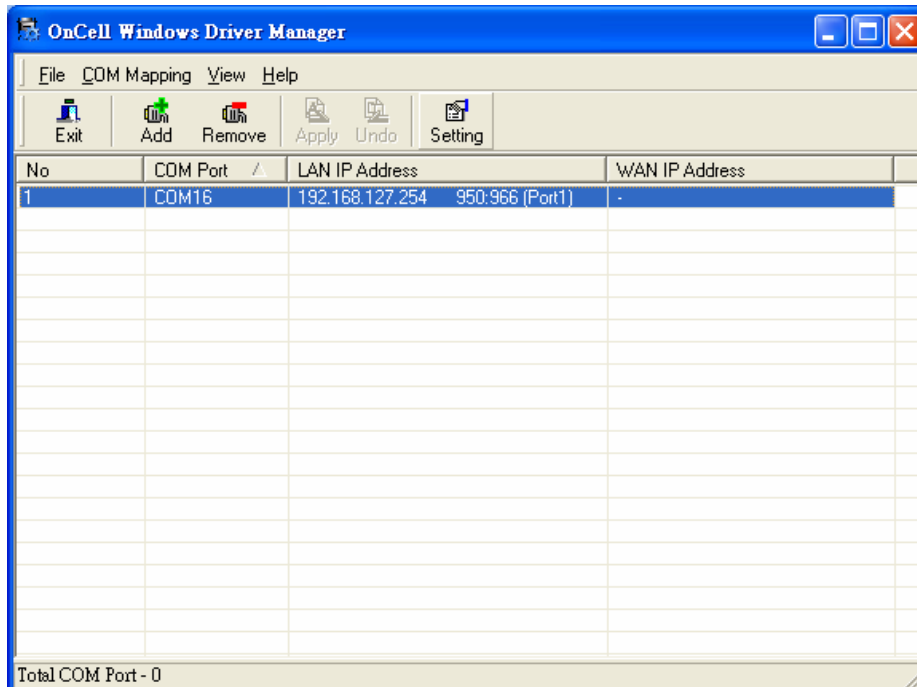 OnCell Windows Driver Manager
File COM Mapping View Help
Exit Add Remove Apply Undo Setting
No COM Port LAN IP Address WAN IP Address
1 COM16 192.168.127.254 950:966 (Port1) -
Total COM Port - 0